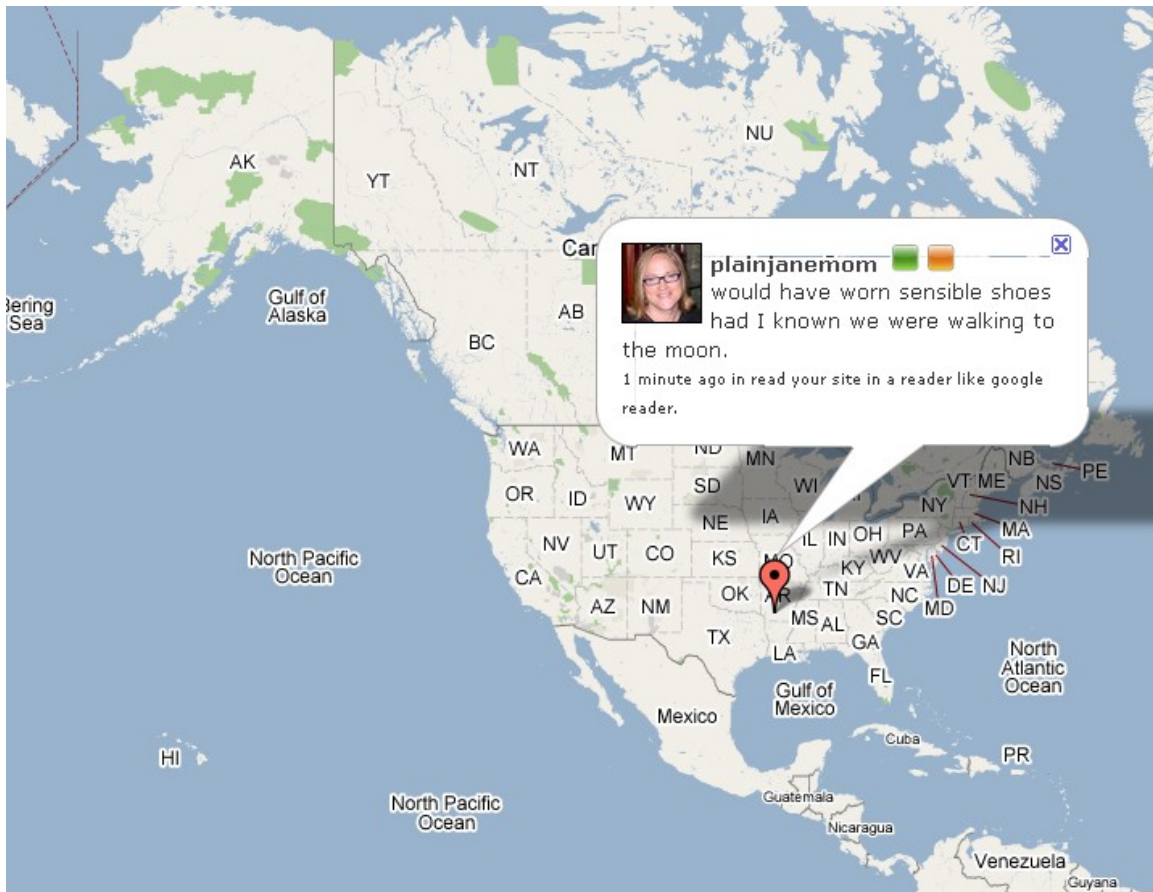 NU
AK
YT
NT
plainjanemom
would have worn sensible shoes
had I known we were walking to
the moon.
1 minute ago in read your site in a reader like google
reader.
Gulf of
Alaska
Bering
Sea
AB
BC
WA
MT
ND
MN
NB
PE
OR
ID
WY
SD
WI
VT
ME
NS
NY
NH
NE
IA
NV
UT
CO
KS
IL
IN
OH
PA
MA
CT
RI
North Pacific
Ocean
CA
MO
KY
WV
VA
DE
NJ
AZ
NM
OK
AR
TN
NC
MD
TX
MS
AL
SC
GA
LA
FL
North
Atlantic
Ocean
Gulf of
Mexico
Mexico
Cuba
PR
HI
North Pacific
Ocean
Guatemala
Nicaragua
Venezuela
Guyana